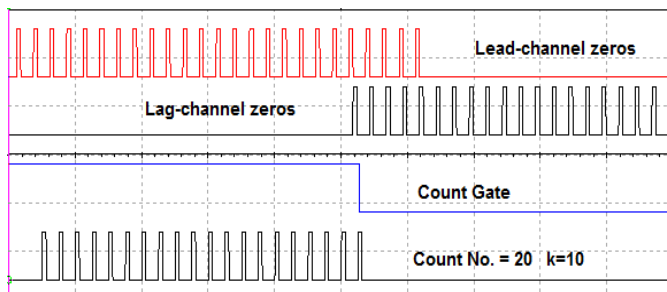 Lead-channel zeros
Lag-channel zeros
Count Gate
Count No. = 20 k=10